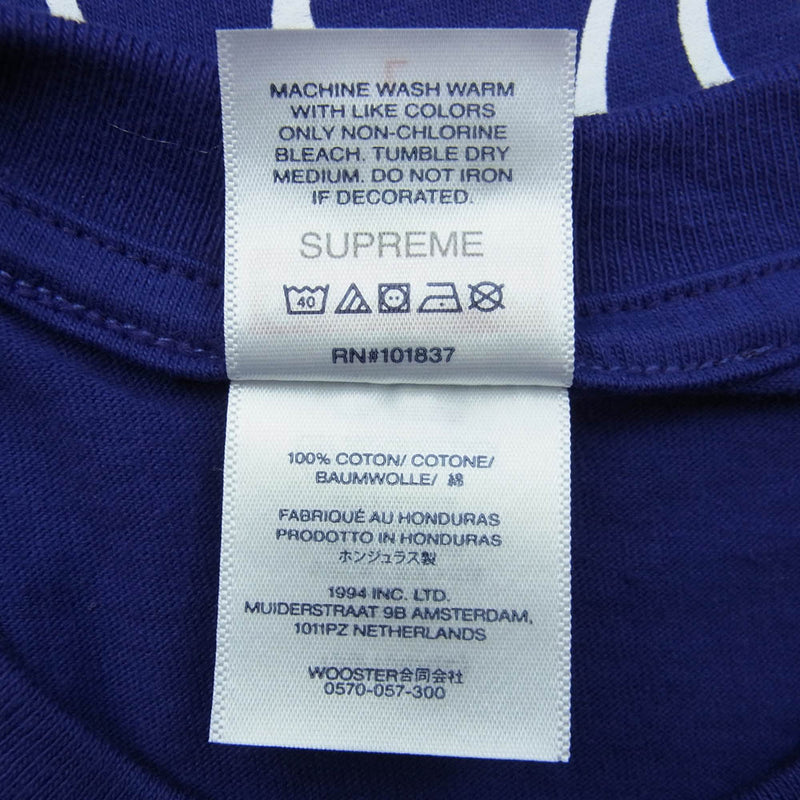 MACHINE WASH WARM
WITH LIKE COLORS
ONLY NON-CHLORINE
BLEACH. TUMBLE DRY
MEDIUM. DO NOT IRON
IF DECORATED.
SUPREME
40
RN#101837
100% COTON/ COTONE/
BAUMWOLLE/ 綿
FABRIQUÉ AU HONDURAS
PRODOTTO IN HONDURAS
ホンジュラス製
1994 INC. LTD.
MUIDERSTRAAT 9B AMSTERDAM,
1011PZ NETHERLANDS
WOOSTER合同会社
0570-057-300